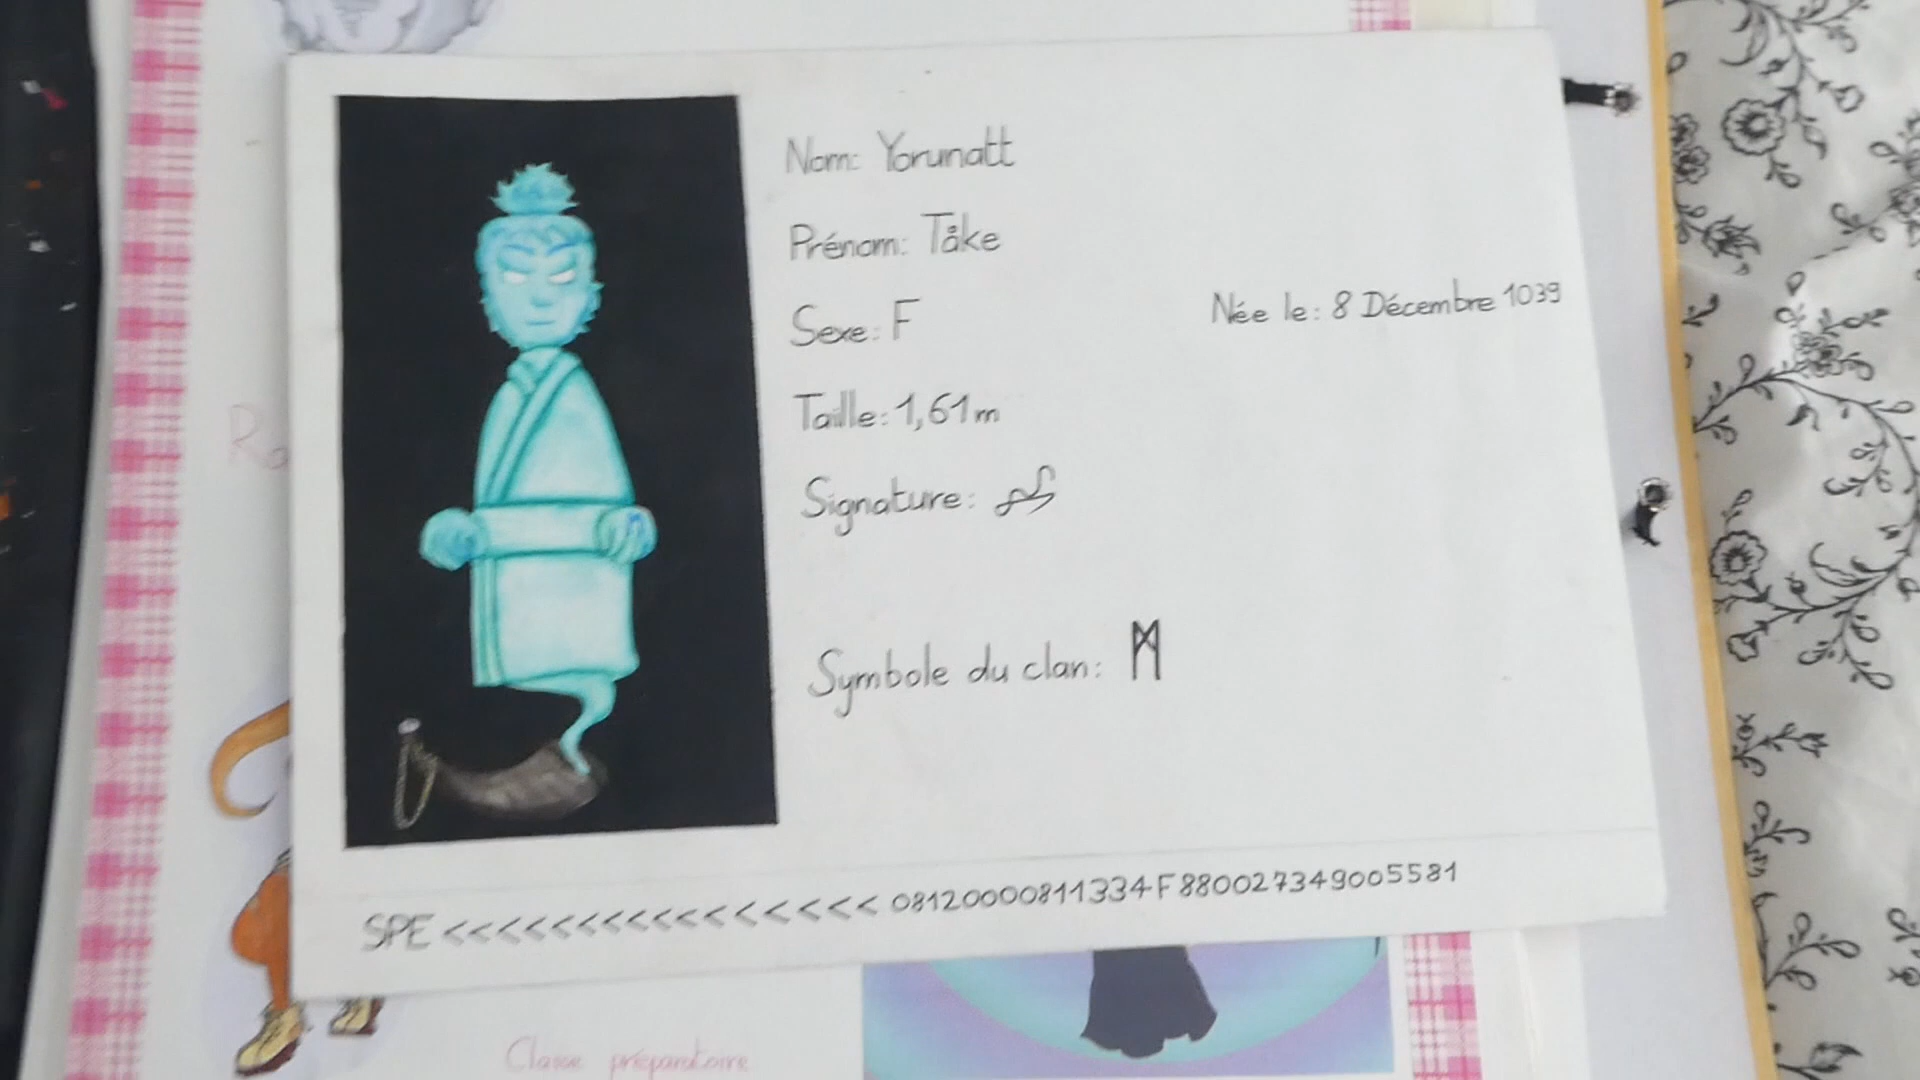 Nom: Yorunatt
Prénom: Tåke
Sexe: F
Née le: 8 Décembre 1039
Taille: 1,61m
Signature:
Symbole du clan: ᛗ
SPE<<<<<<<<<<<<<<<<08120000811334F880027349005581
Classe préparatoire